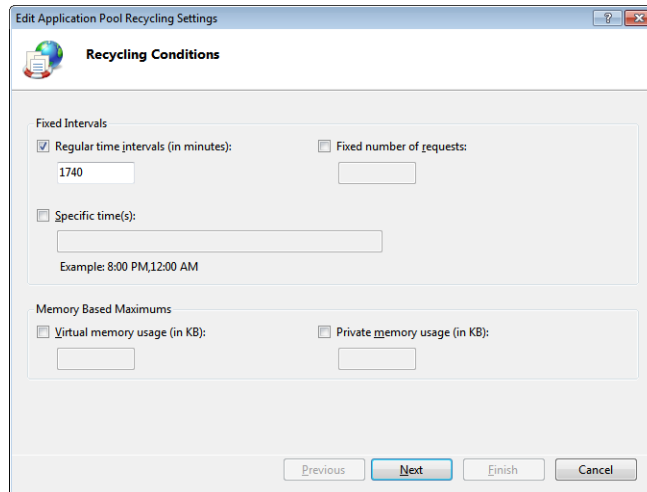 Edit Application Pool Recycling Settings
Recycling Conditions
Fixed Intervals
Regular time intervals (in minutes):
1740
Fixed number of requests:
Specific time(s):
Example: 8:00 PM,12:00 AM
Memory Based Maximums
Virtual memory usage (in KB):
Private memory usage (in KB):
Previous
Next
Finish
Cancel